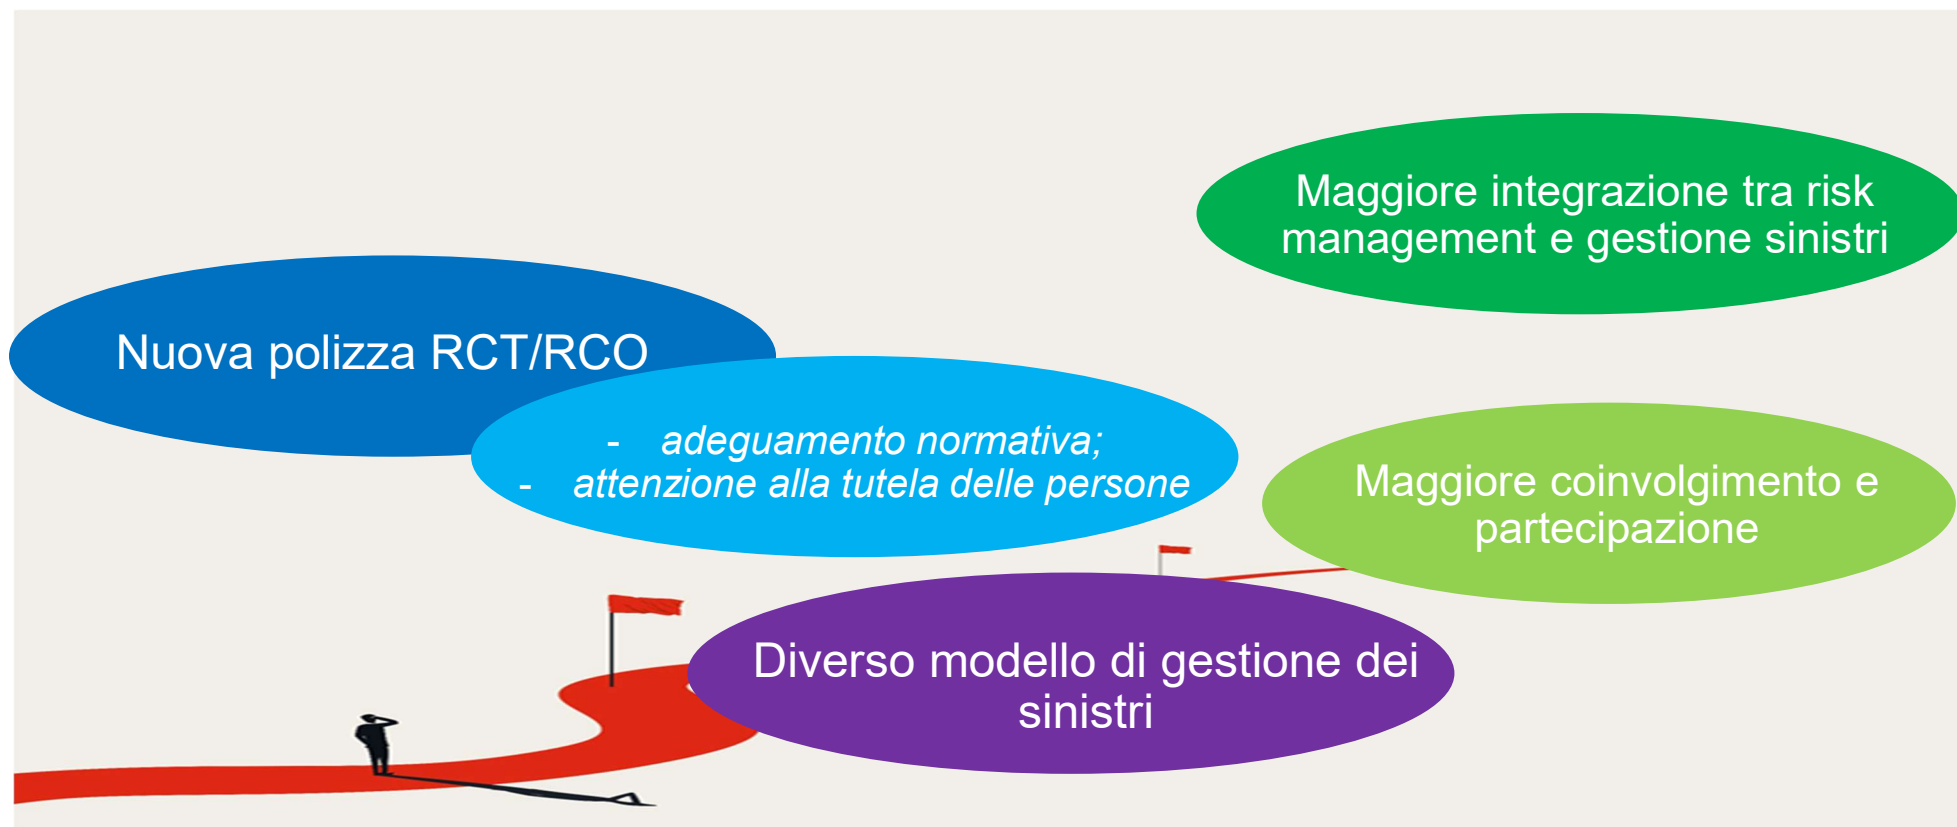 Maggiore integrazione tra risk
management e gestione sinistri
Nuova polizza RCT/RCO
- adeguamento normativa;
- attenzione alla tutela delle persone
Maggiore coinvolgimento e
partecipazione
Diverso modello di gestione dei
sinistri